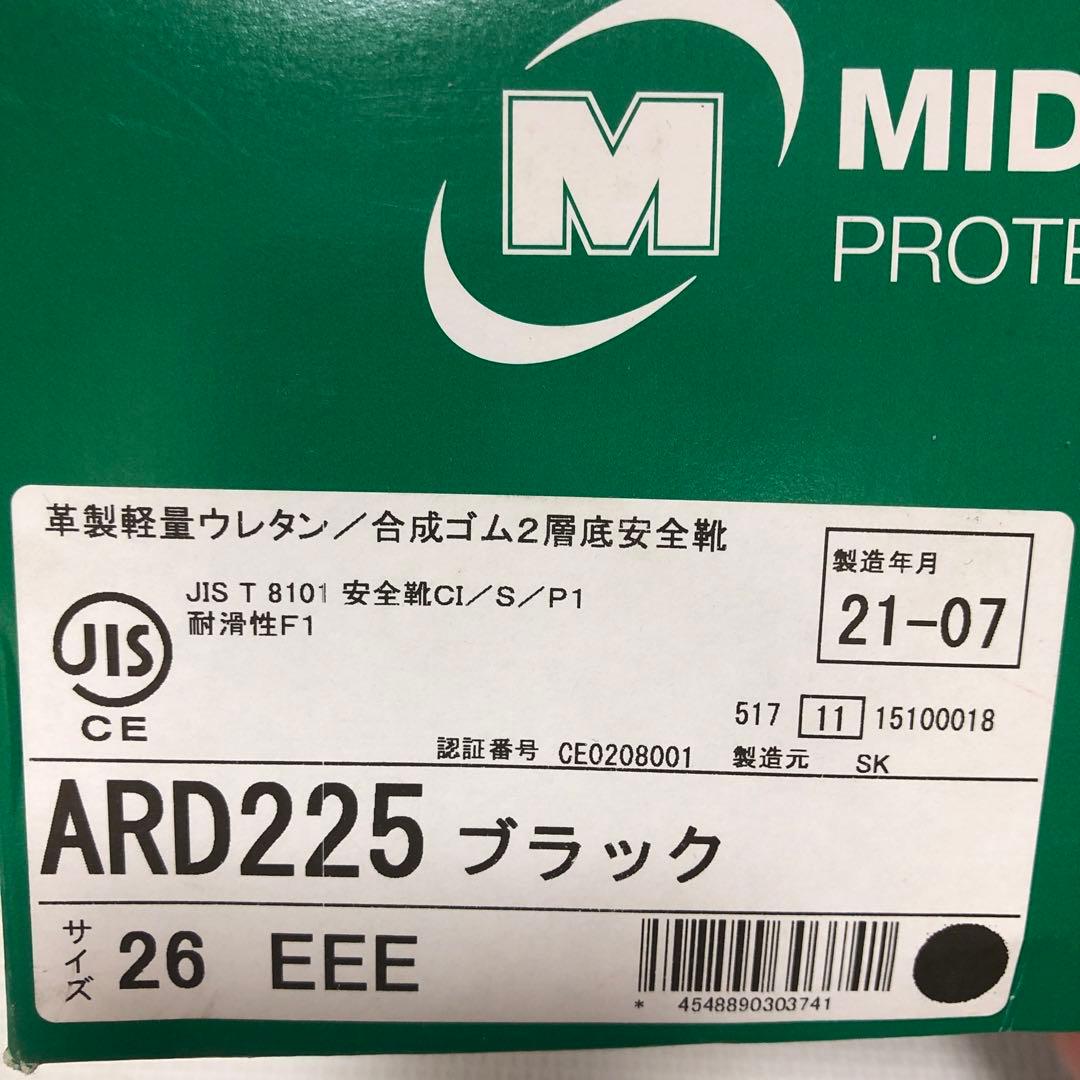 M
MID
PROTE
革製軽量ウレタン／合成ゴム2層底安全靴
JIS T 8101 安全靴CI／S／P1
耐滑性F1
JIS
CE
製造年月
21-07
517 11 15100018
認証番号 CE0208001 製造元 SK
ARD225 ブラック
サイズ 26 EEE
* 4548890303741